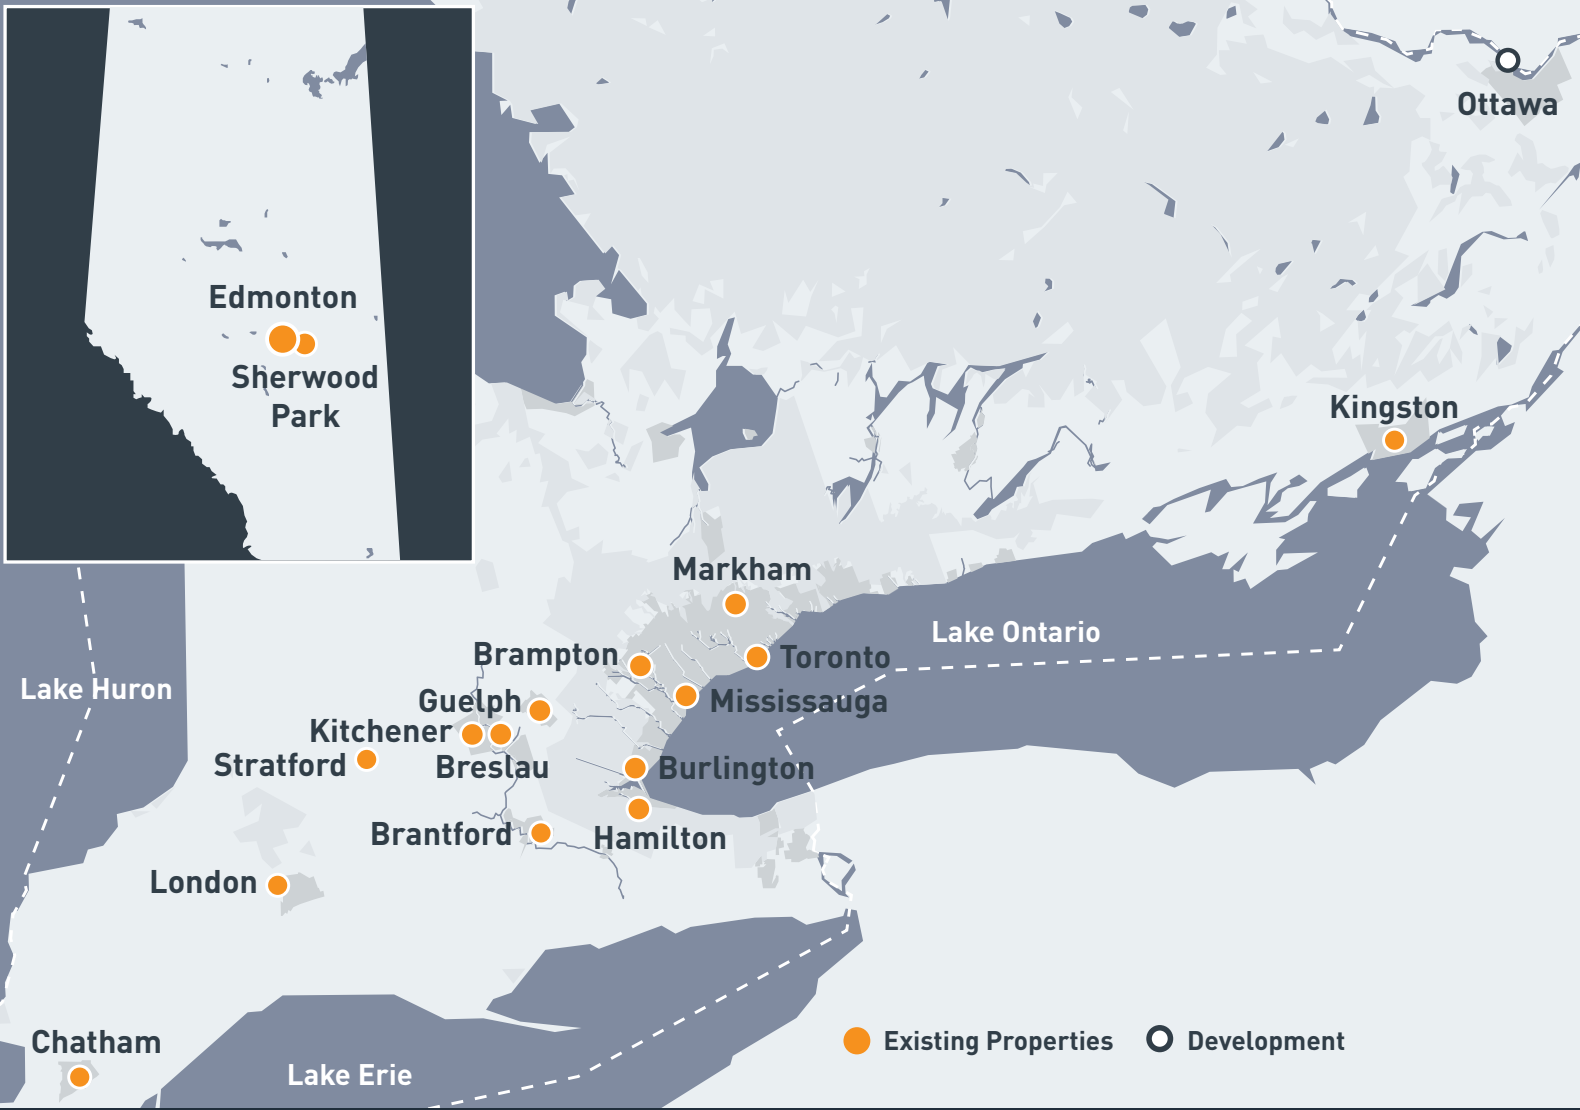 Ottawa
Edmonton
Sherwood
Park
Kingston
Markham
Lake Ontario
Brampton
Toronto
Lake Huron
Guelph
Mississauga
Kitchener
Stratford
Breslau
Burlington
Brantford
Hamilton
London
Chatham
Existing Properties
Development
Lake Erie